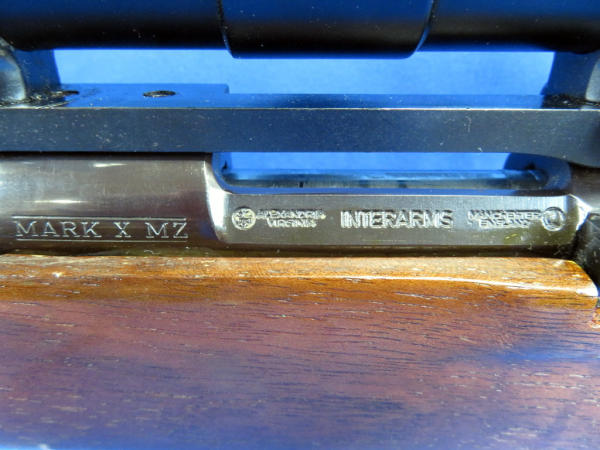 MARK X MZ
ALEXANDRIA
VIRGINIA
INTERARMS
MANCHESTER
ENGLAND